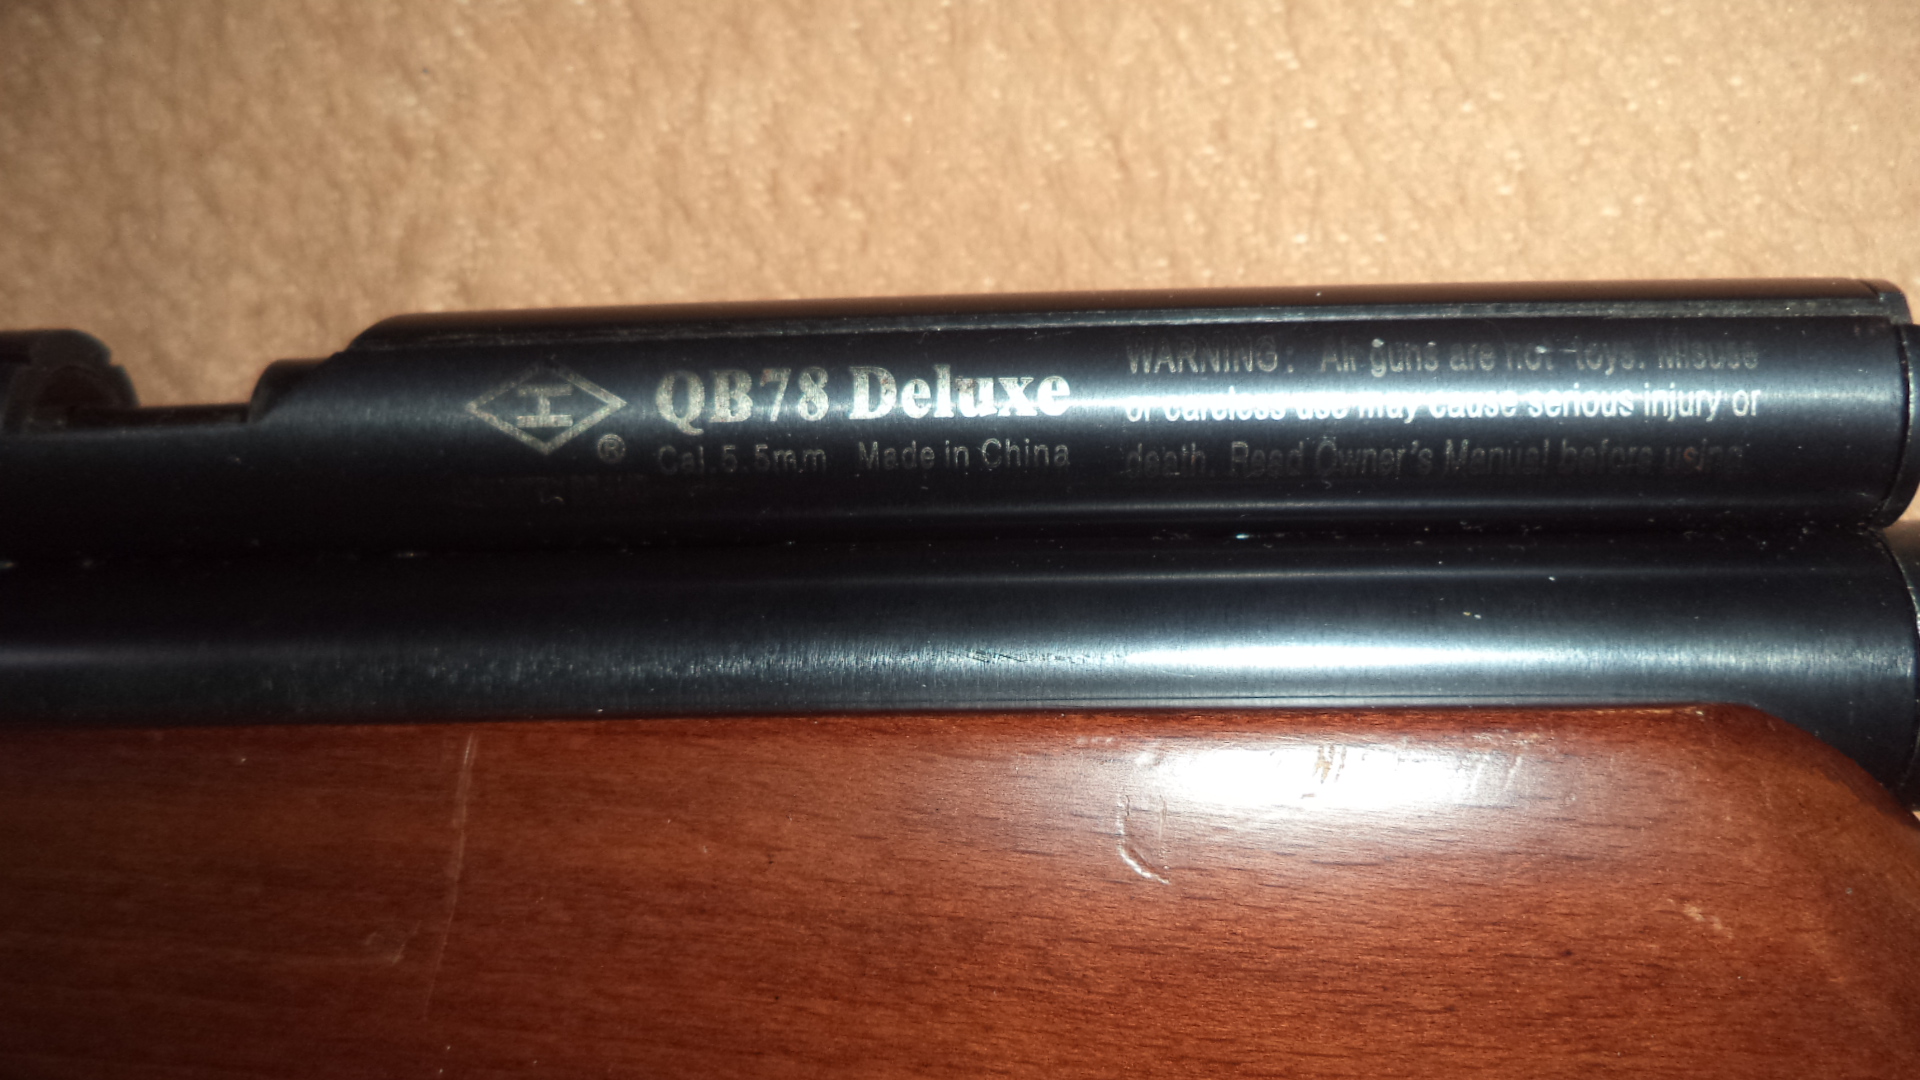 H
®
QB78 Deluxe
Cal. 5.5mm Made in China
WARNING: Air guns are not toys. Misuse
or careless use may cause serious injury or
death. Read Owner's Manual before using.